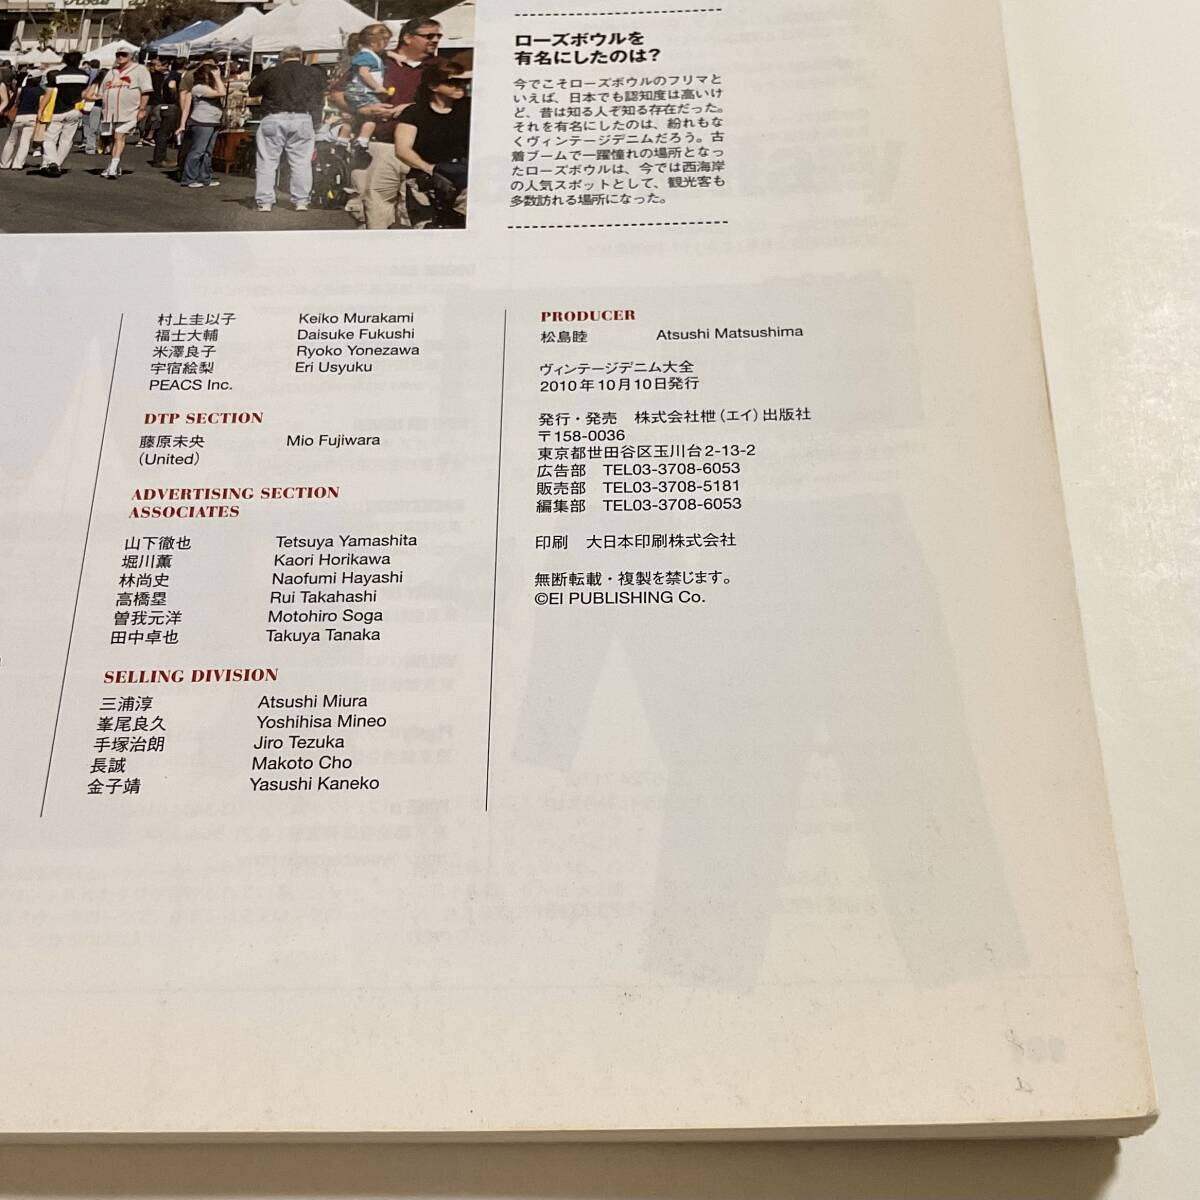 ローズボウルを
有名にしたのは?
今でこそローズボウルのフリマと
いえば、日本でも認知度は高いけ
ど、昔は知る人ぞ知る存在だった。
それを有名にしたのは、紛れもな
くヴィンテージデニムだろう。古
着ブームで一躍憧れの場所となっ
たローズボウルは、今では西海岸
の人気スポットとして、観光客も
多数訪れる場所になった。
村上圭以子 Keiko Murakami
福士大輔 Daisuke Fukushi
米澤良子 Ryoko Yonezawa
宇宿絵梨 Eri Usyuku
PEACS Inc.
DTP SECTION
藤原未央 Mio Fujiwara
(United)
ADVERTISING SECTION
ASSOCIATES
山下徹也 Tetsuya Yamashita
堀川薫 Kaori Horikawa
林尚史 Naofumi Hayashi
高橋塁 Rui Takahashi
曽我元洋 Motohiro Soga
田中卓也 Takuya Tanaka
SELLING DIVISION
三浦淳 Atsushi Miura
峯尾良久 Yoshihisa Mineo
手塚治朗 Jiro Tezuka
長誠 Makoto Cho
金子靖 Yasushi Kaneko
PRODUCER
松島睦 Atsushi Matsushima
ヴィンテージデニム大全
2010年10月10日発行
発行・発売 株式会社枻(エイ)出版社
〒158-0036
東京都世田谷区玉川台2-13-2
広告部 TEL03-3708-6053
販売部 TEL03-3708-5181
編集部 TEL03-3708-6053
印刷 大日本印刷株式会社
無断転載・複製を禁じます。
©EI PUBLISHING Co.